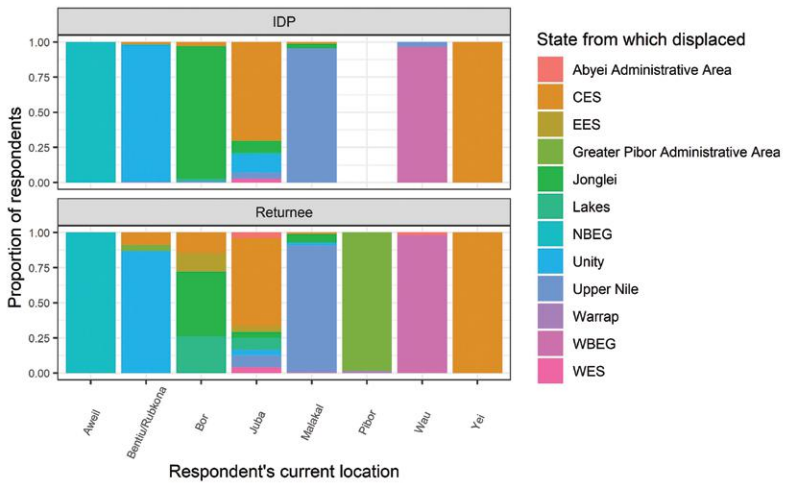 IDP
1.00
0.75
0.50
0.25
0.00
Returnee
1.00
0.75
0.50
0.25
0.00
Proportion of respondents
Aweil
Bentiu/Rubkona
Bor
Juba
Malakal
Pibor
Wau
Yei
Respondent's current location
State from which displaced
Abyei Administrative Area
CES
EES
Greater Pibor Administrative Area
Jonglei
Lakes
NBEG
Unity
Upper Nile
Warrap
WBEG
WES